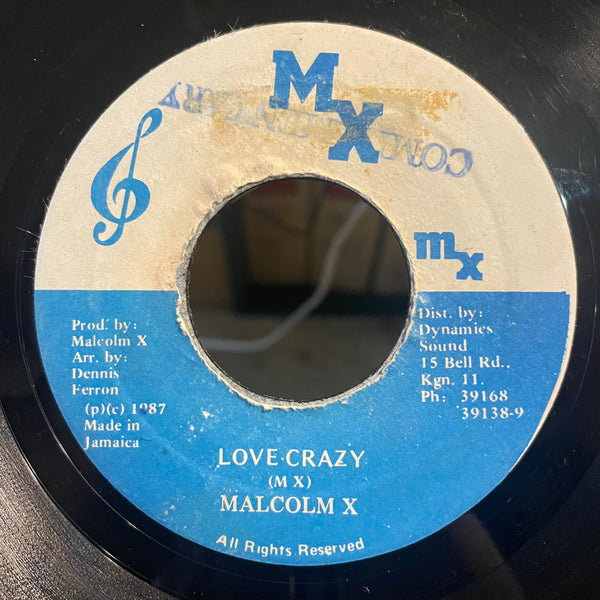 MX
mx
Prod. by:
Malcolm X
Arr. by:
Dennis
Ferron
(p)(c) 1987
Made in
Jamaica
Dist. by:
Dynamics
Sound
15 Bell Rd.,
Kgn. 11.
Ph: 39168
39138-9
LOVE CRAZY
(M X)
MALCOLM X
All Rights Reserved